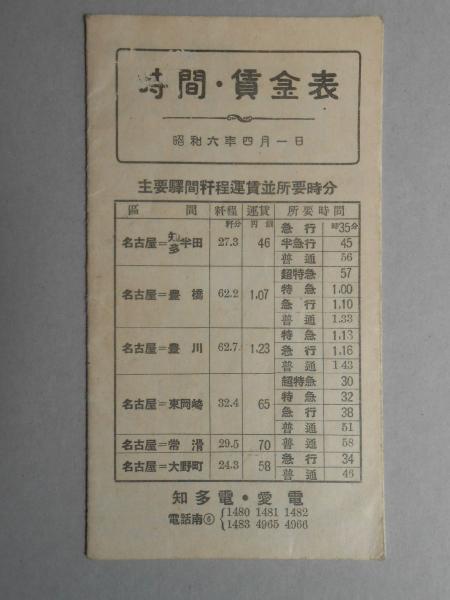 時間・賃金表
昭和六年四月一日
主要驛間粁程運賃並所要時分
區 間 粁程 運賃 所要時間
名古屋＝知多半田 粁分 27.3 円 錢 46 急行 時35分
半急行 45
普通 56
名古屋＝豊橋 62.2 1.07 超特急 57
特急 1.00
急行 1.10
普通 1.33
名古屋＝豊川 62.7 1.23 特急 1.13
急行 1.16
普通 1 43
名古屋＝東岡崎 32.4 65 超特急 30
特急 32
急行 38
普通 51
名古屋＝常滑 29.5 70 普通 58
名古屋＝大野町 24.3 58 急行 34
普通 46
知多電・愛電
電話南⑥ 1480 1481 1482
1483 4965 4966